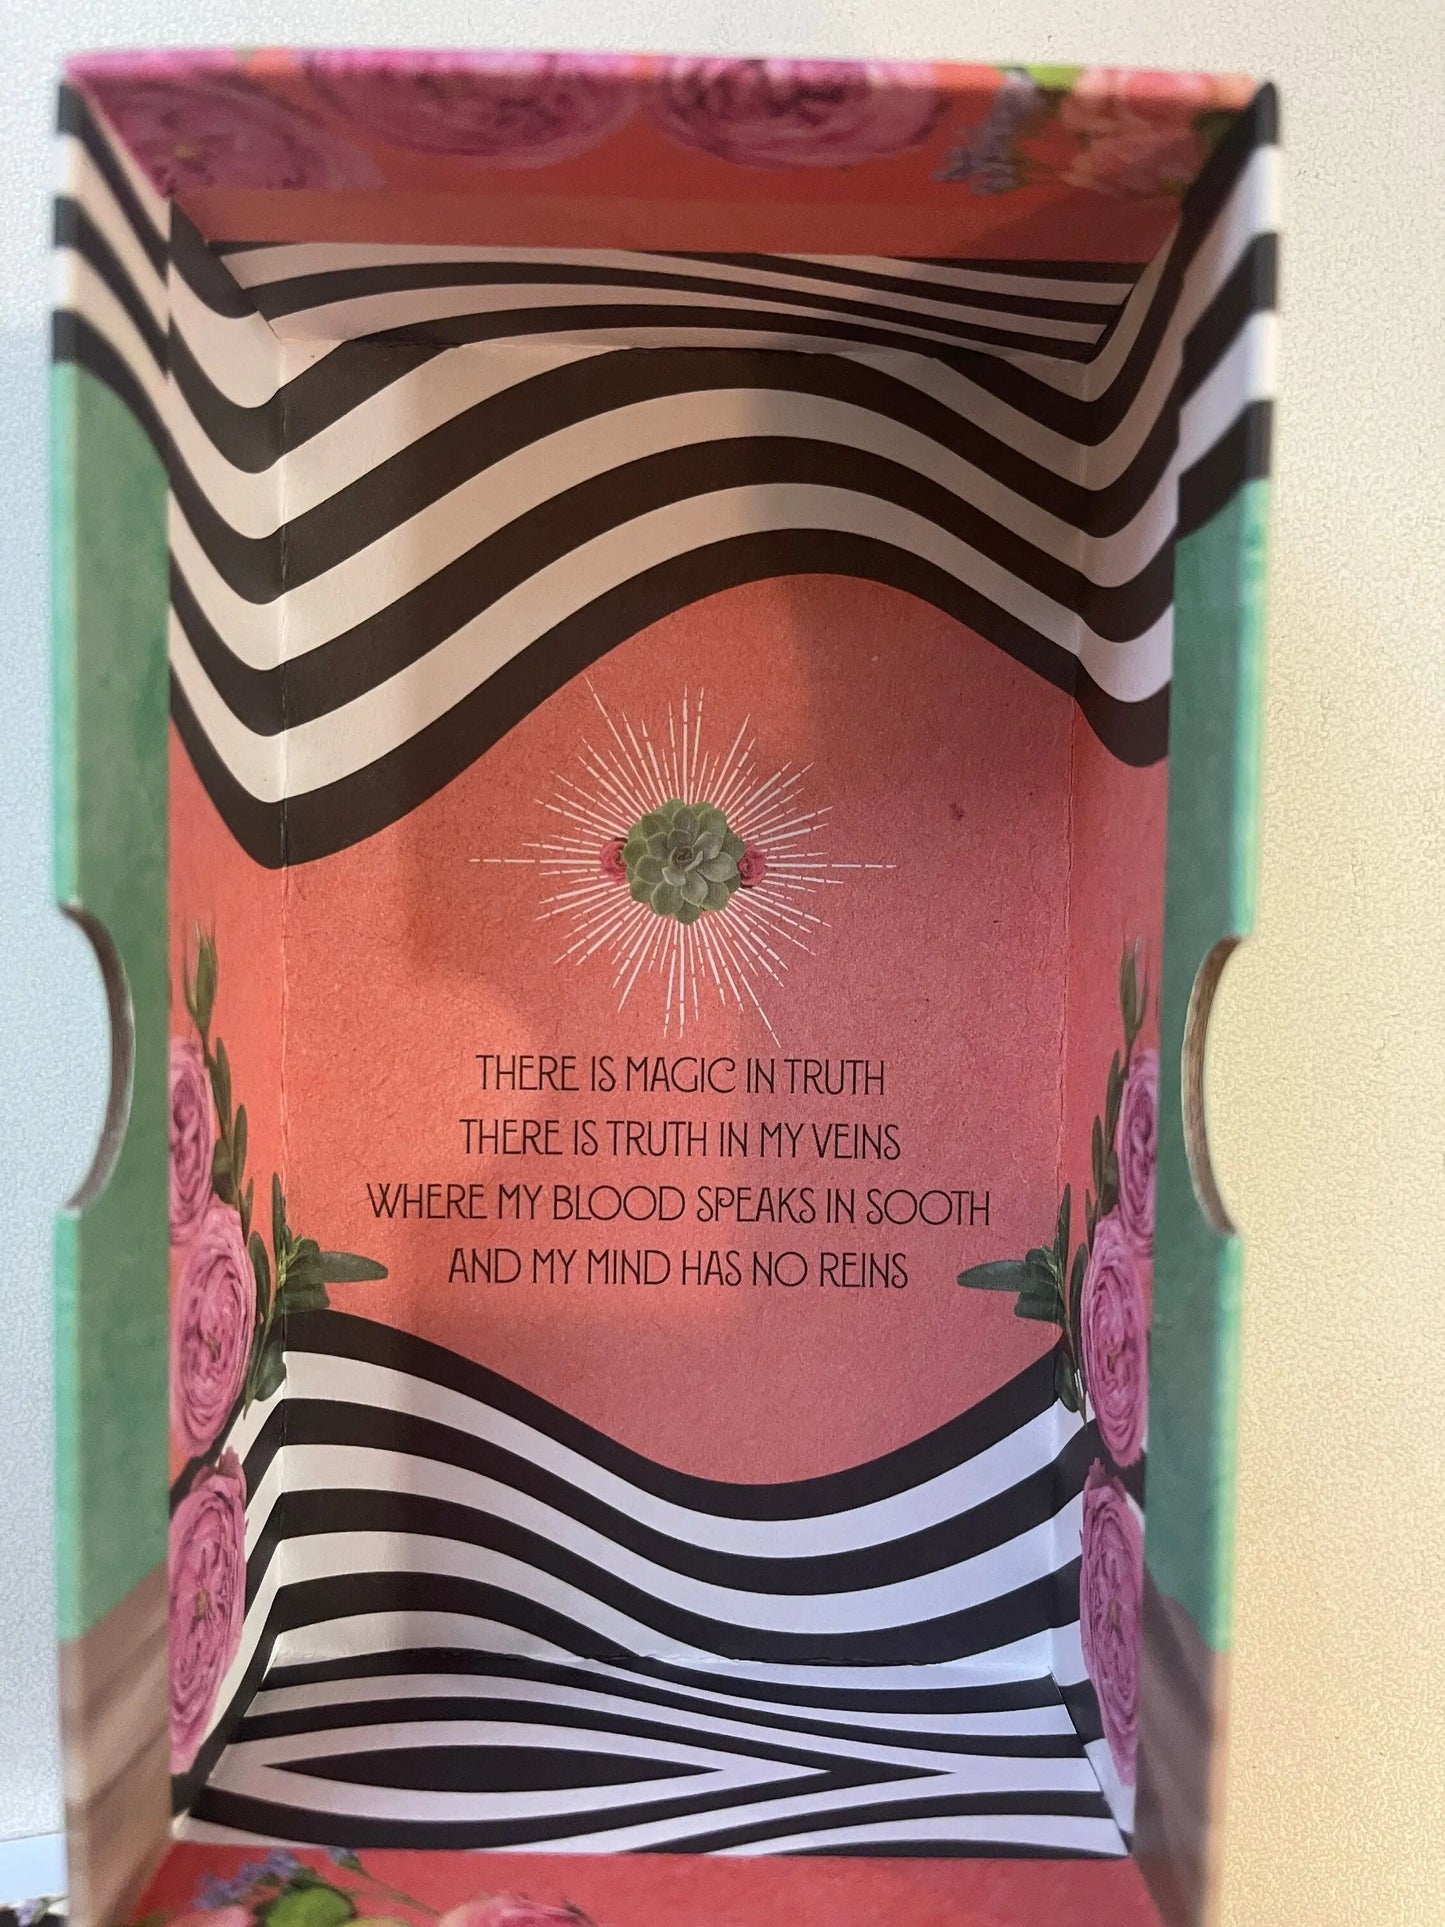 THERE IS MAGIC IN TRUTH
THERE IS TRUTH IN MY VEINS
WHERE MY BLOOD SPEAKS IN SOOTH
AND MY MIND HAS NO REINS